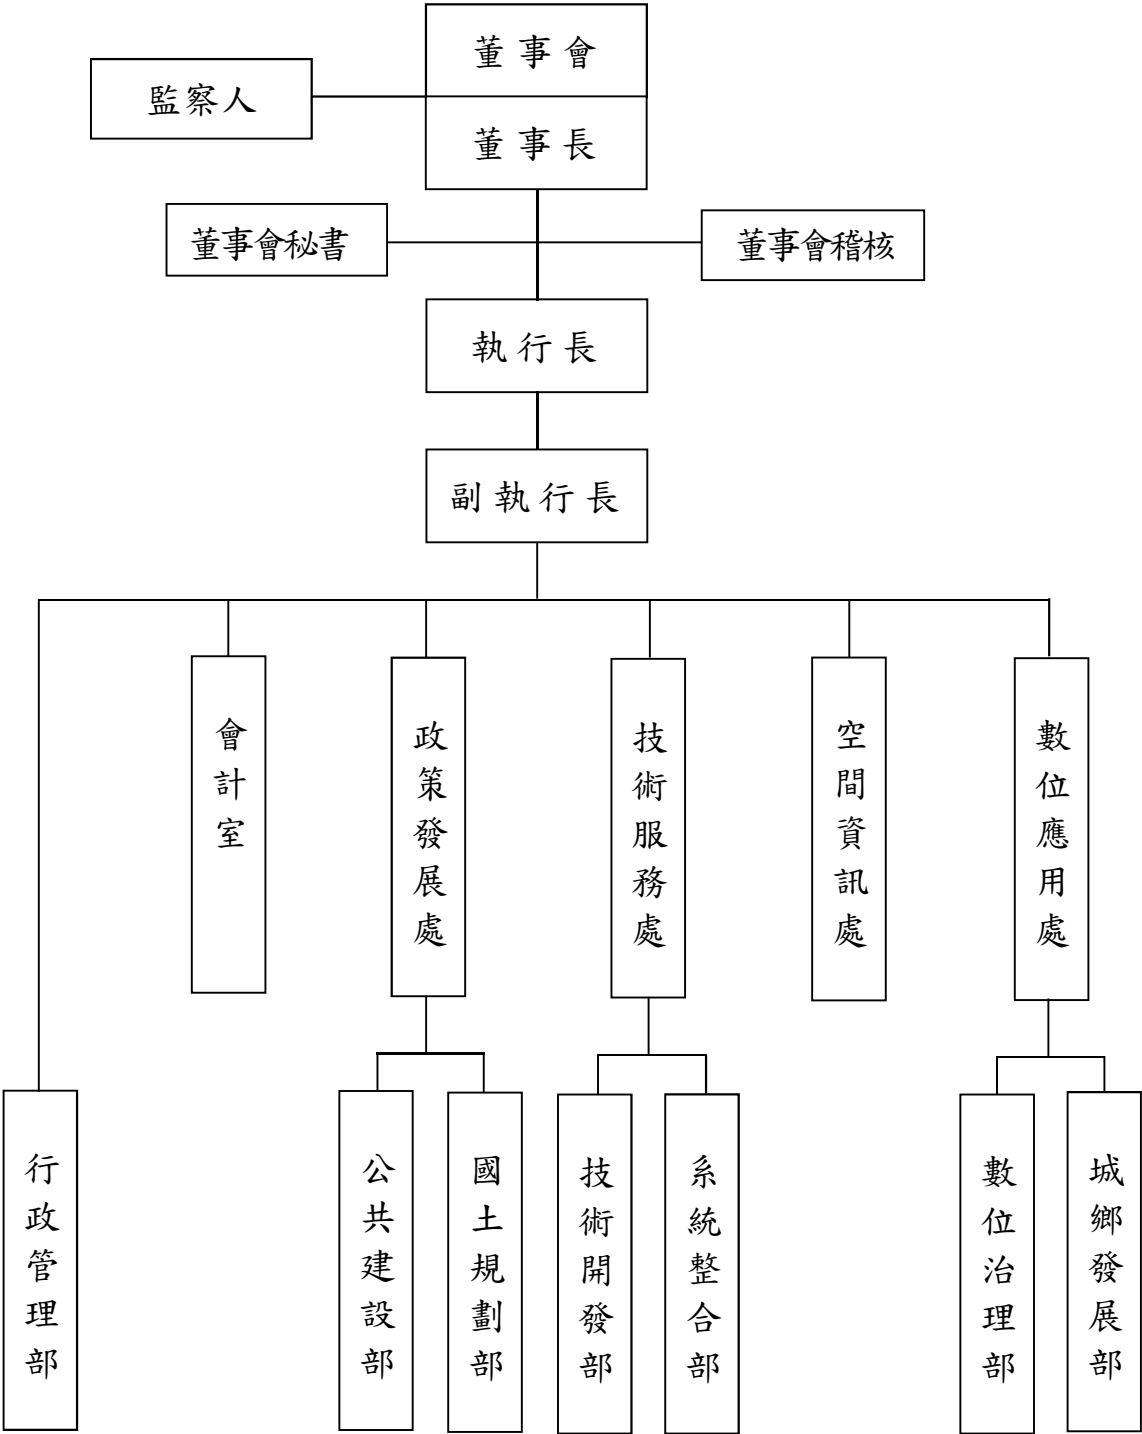 董事會
監察人
董事長
董事會秘書
董事會稽核
執行長
副執行長
會計室
政策發展處
技術服務處
空間資訊處
數位應用處
行政管理部
公共建設部
國土規劃部
技術開發部
系統整合部
數位治理部
城鄉發展部